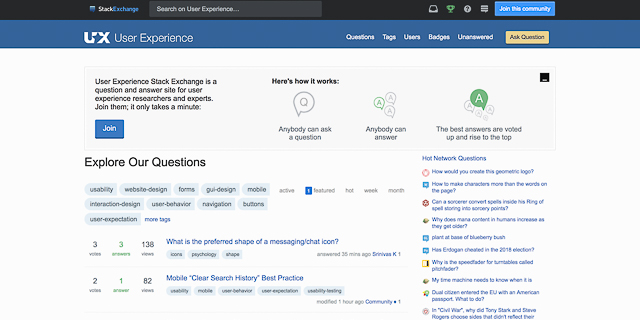 StackExchange
Search on User Experience…
Join this community
UX User Experience
Questions Tags Users Badges Unanswered Ask Question
User Experience Stack Exchange is a
question and answer site for user
experience researchers and experts.
Join them; it only takes a minute:
Join
Here's how it works:
Q
Anybody can ask
a question
A
A
Anybody can
answer
A
The best answers are voted
up and rise to the top
Explore Our Questions
usability website-design forms gui-design mobile
interaction-design user-behavior navigation buttons
user-expectation more tags
active 1 featured hot week month
3 votes 3 answers 138 views
What is the preferred shape of a messaging/chat icon?
icons psychology shape
answered 35 mins ago Srinivas K 1
2 votes 1 answer 82 views
Mobile "Clear Search History" Best Practice
usability mobile user-behavior user-expectation usability-testing
modified 1 hour ago Community ♦ 1
Hot Network Questions
How would you create this geometric logo?
How to make characters more than the words on
the page?
Can a sorcerer convert spells inside his Ring of
spell storing into sorcery points?
Why does mana content in humans increase as
they get older?
plant at base of blueberry bush
Has Erdogan cheated in the 2018 election?
Why is the speedfader for turntables called
pitchfader?
My time machine needs to know when it is
Dual citizen entered the EU with an American
passport. What to do?
In "Civil War", why did Tony Stark and Steve
Rogers choose sides that didn't reflect their